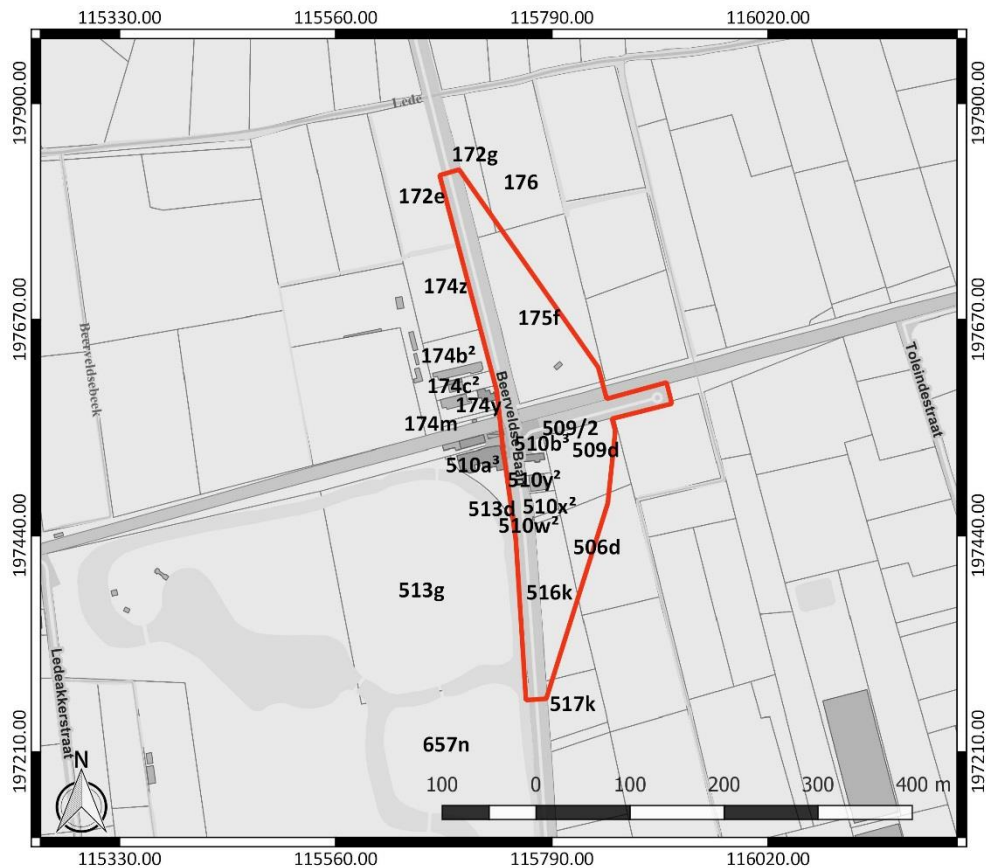 115330.00 115560.00 115790.00 116020.00
197900.00 197900.00
Lede
172g
176
172e
174z
197670.00 197670.00
175f
Beerveldsebeek
Toleindestraat
174b²
174c²
174y
Beerveldse Baan
174m
509/2
510b³
509d
510a³
510y²
513d
510x²
510w²
197440.00 197440.00
506d
513g
516k
Ledeakkerstraat
517k
657n
197210.00 197210.00
N
100 0 100 200 300 400 m
115330.00 115560.00 115790.00 116020.00